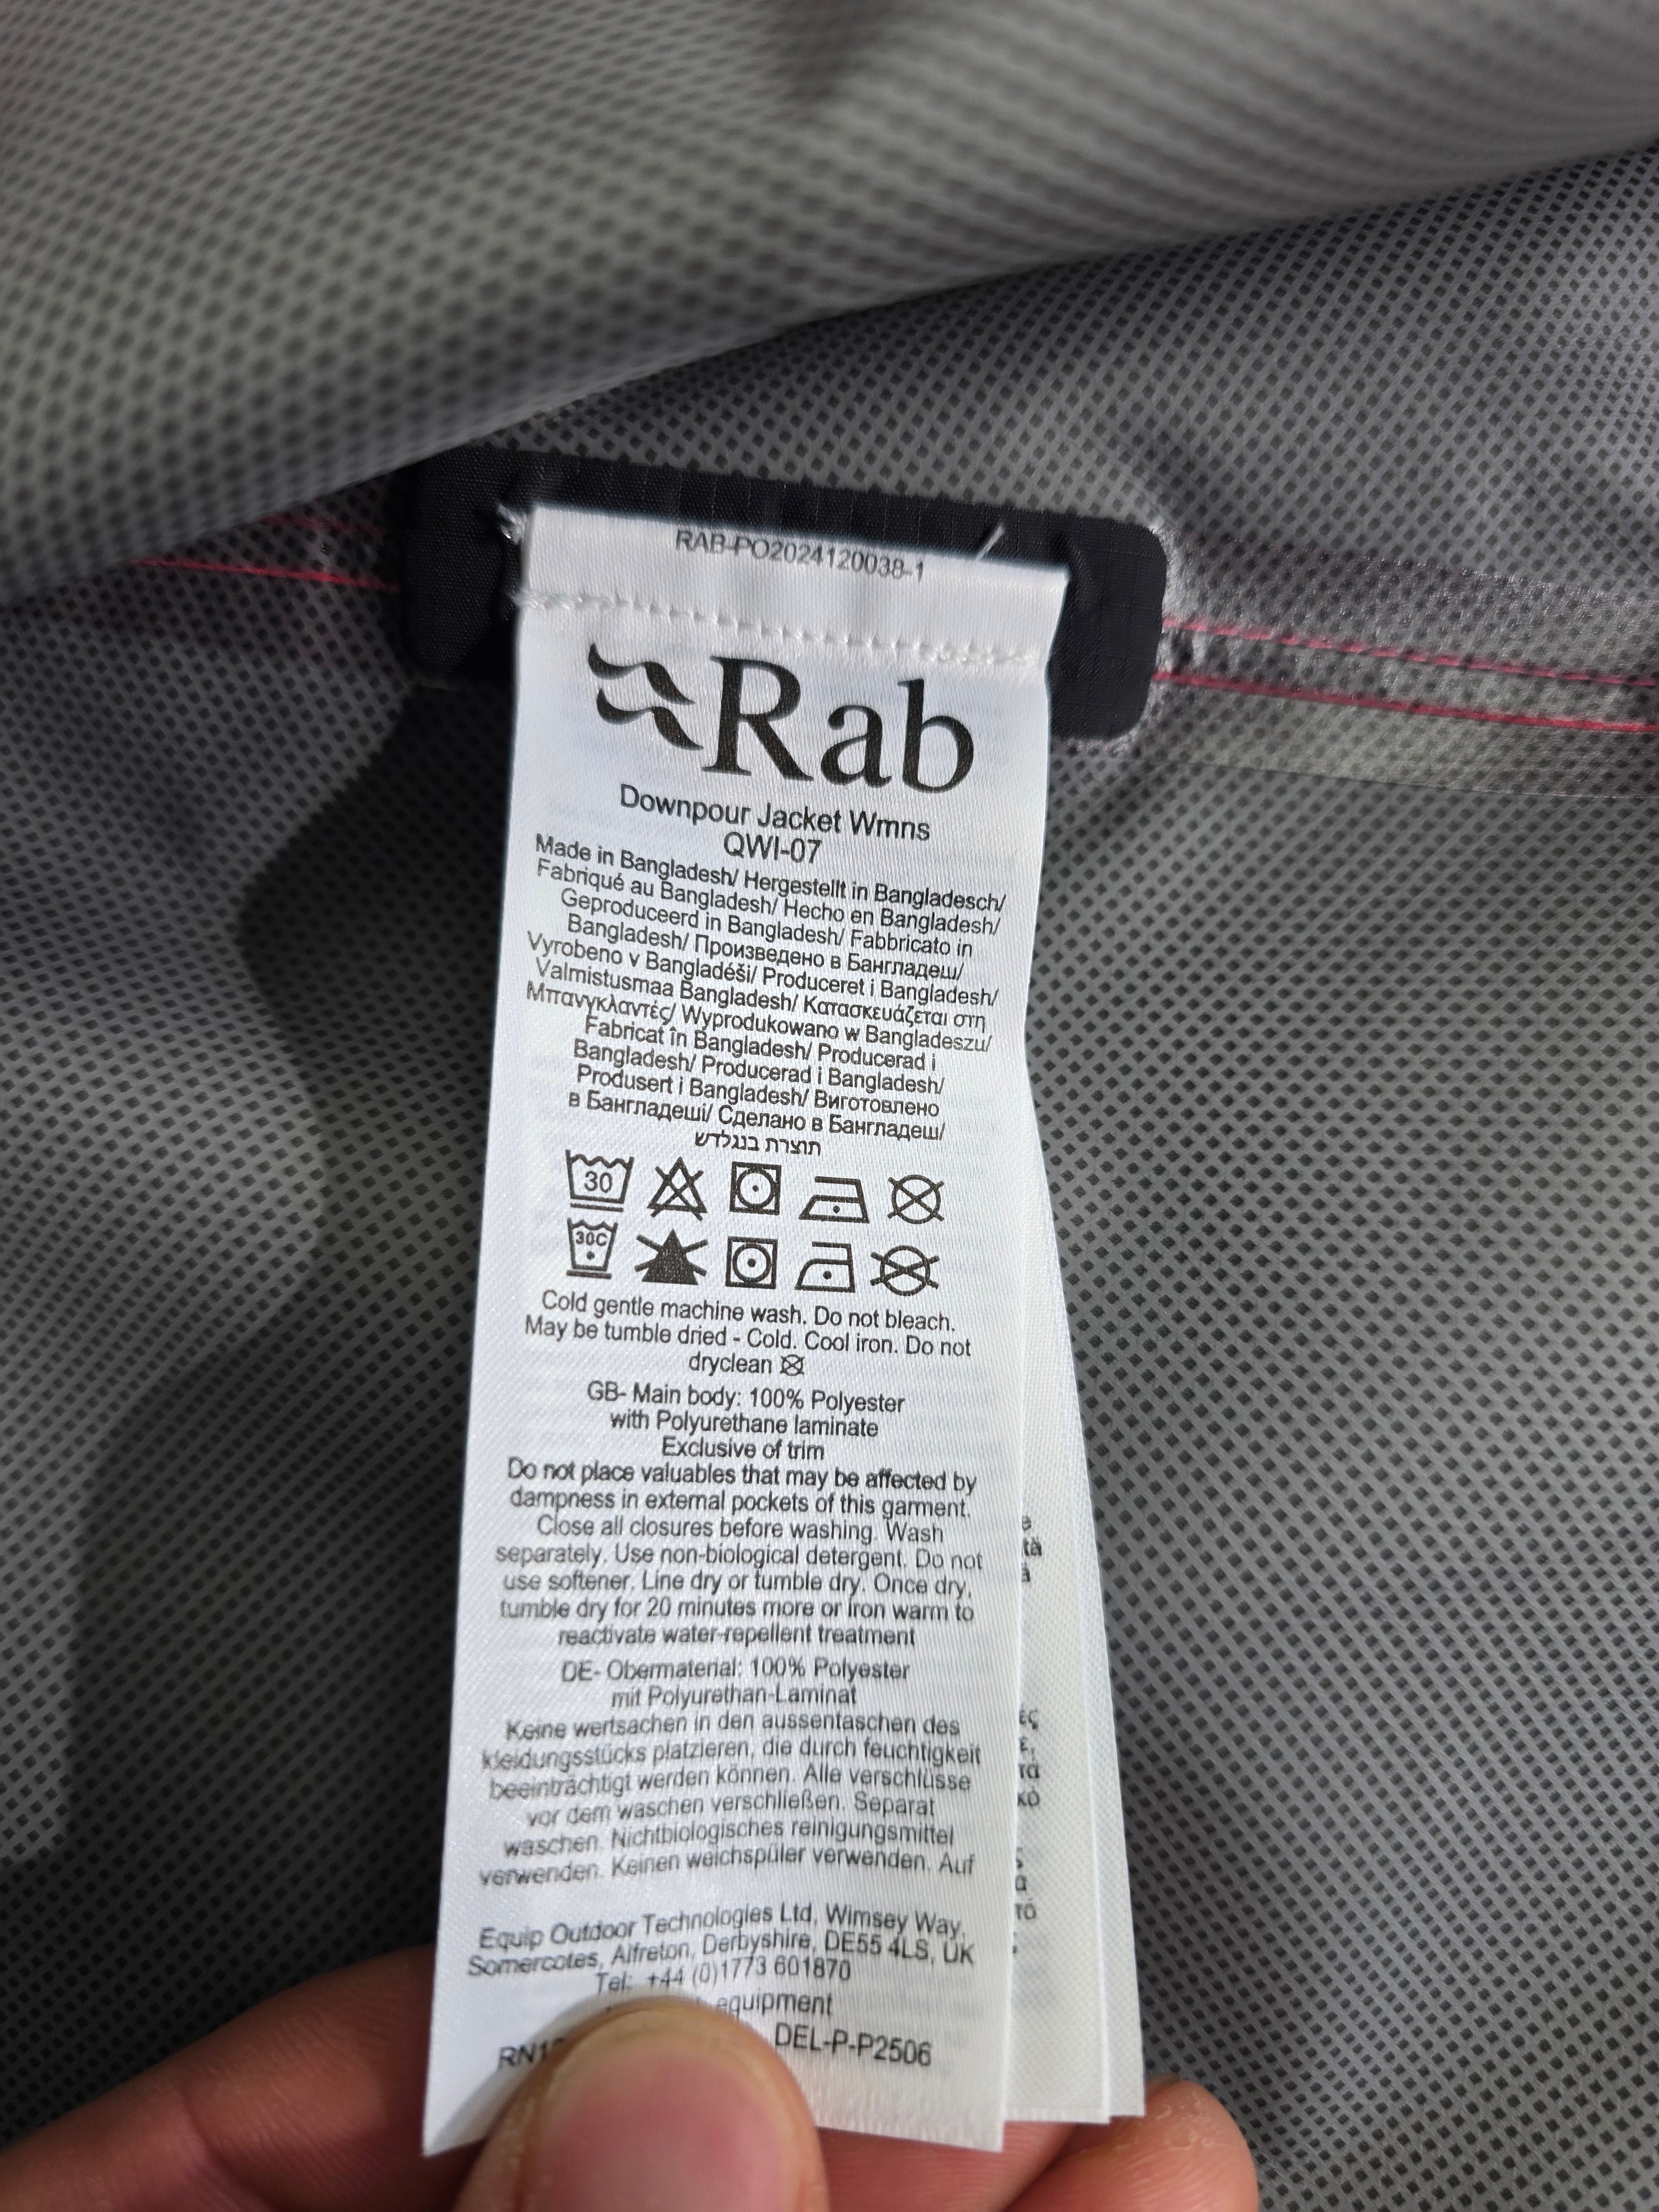 RAB-PO2024120038-1
Rab
Downpour Jacket Wmns
QWI-07
Made in Bangladesh/ Hergestellt in Bangladesch/
Fabriqué au Bangladesh/ Hecho en Bangladesh/
Geproduceerd in Bangladesh/ Fabbricato in
Bangladesh/ Произведено в Бангладеш/
Vyrobeno v Bangladéši/ Produceret i Bangladesh/
Valmistusmaa Bangladesh/ Κατασκευάζεται στη
Μπανγκλαντές/ Wyprodukowano w Bangladeszu/
Fabricat în Bangladesh/ Producerad i
Bangladesh/ Producerad i Bangladesh/
Produsert i Bangladesh/ Виготовлено
в Бангладеші/ Сделано в Бангладеш/
תוצרת בנגלדש
30
30C
Cold gentle machine wash. Do not bleach.
May be tumble dried - Cold. Cool iron. Do not
dryclean
GB- Main body: 100% Polyester
with Polyurethane laminate
Exclusive of trim
Do not place valuables that may be affected by
dampness in external pockets of this garment.
Close all closures before washing. Wash
separately. Use non-biological detergent. Do not
use softener. Line dry or tumble dry. Once dry,
tumble dry for 20 minutes more or iron warm to
reactivate water-repellent treatment
DE- Obermaterial: 100% Polyester
mit Polyurethan-Laminat
Keine wertsachen in den aussentaschen des
kleidungsstücks platzieren, die durch feuchtigkeit
beeinträchtigt werden können. Alle verschlüsse
vor dem waschen verschließen. Separat
waschen. Nichtbiologisches reinigungsmittel
verwenden. Keinen weichspüler verwenden. Auf
Equip Outdoor Technologies Ltd, Wimsey Way,
Somercotes, Alfreton, Derbyshire, DE55 4LS, UK
Tel: +44 (0)1773 601870
equipment
DEL-P-P2506